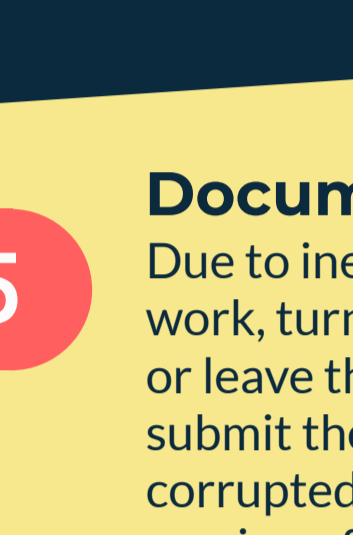 5
Docum
Due to ine
work, turn
or leave th
submit the
corrupted